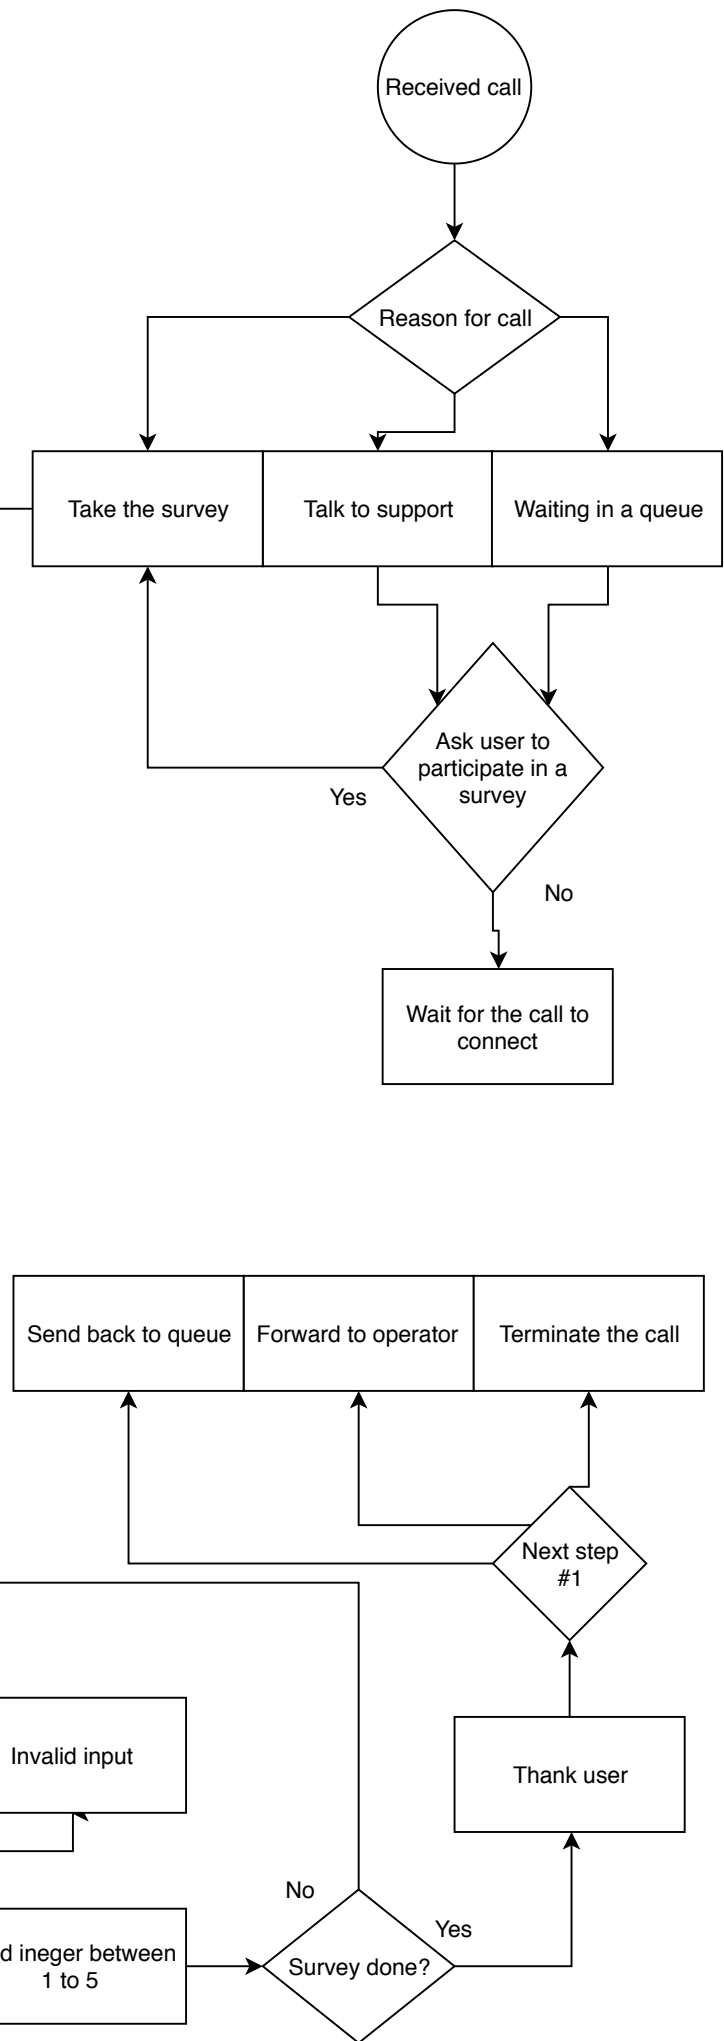 Received call
Reason for call
Take the survey
Talk to support
Waiting in a queue
Ask user to
participate in a
survey
Yes
No
Wait for the call to
connect
Send back to queue
Forward to operator
Terminate the call
Next step
#1
Invalid input
Thank user
No
Yes
ineger between
1 to 5
Survey done?